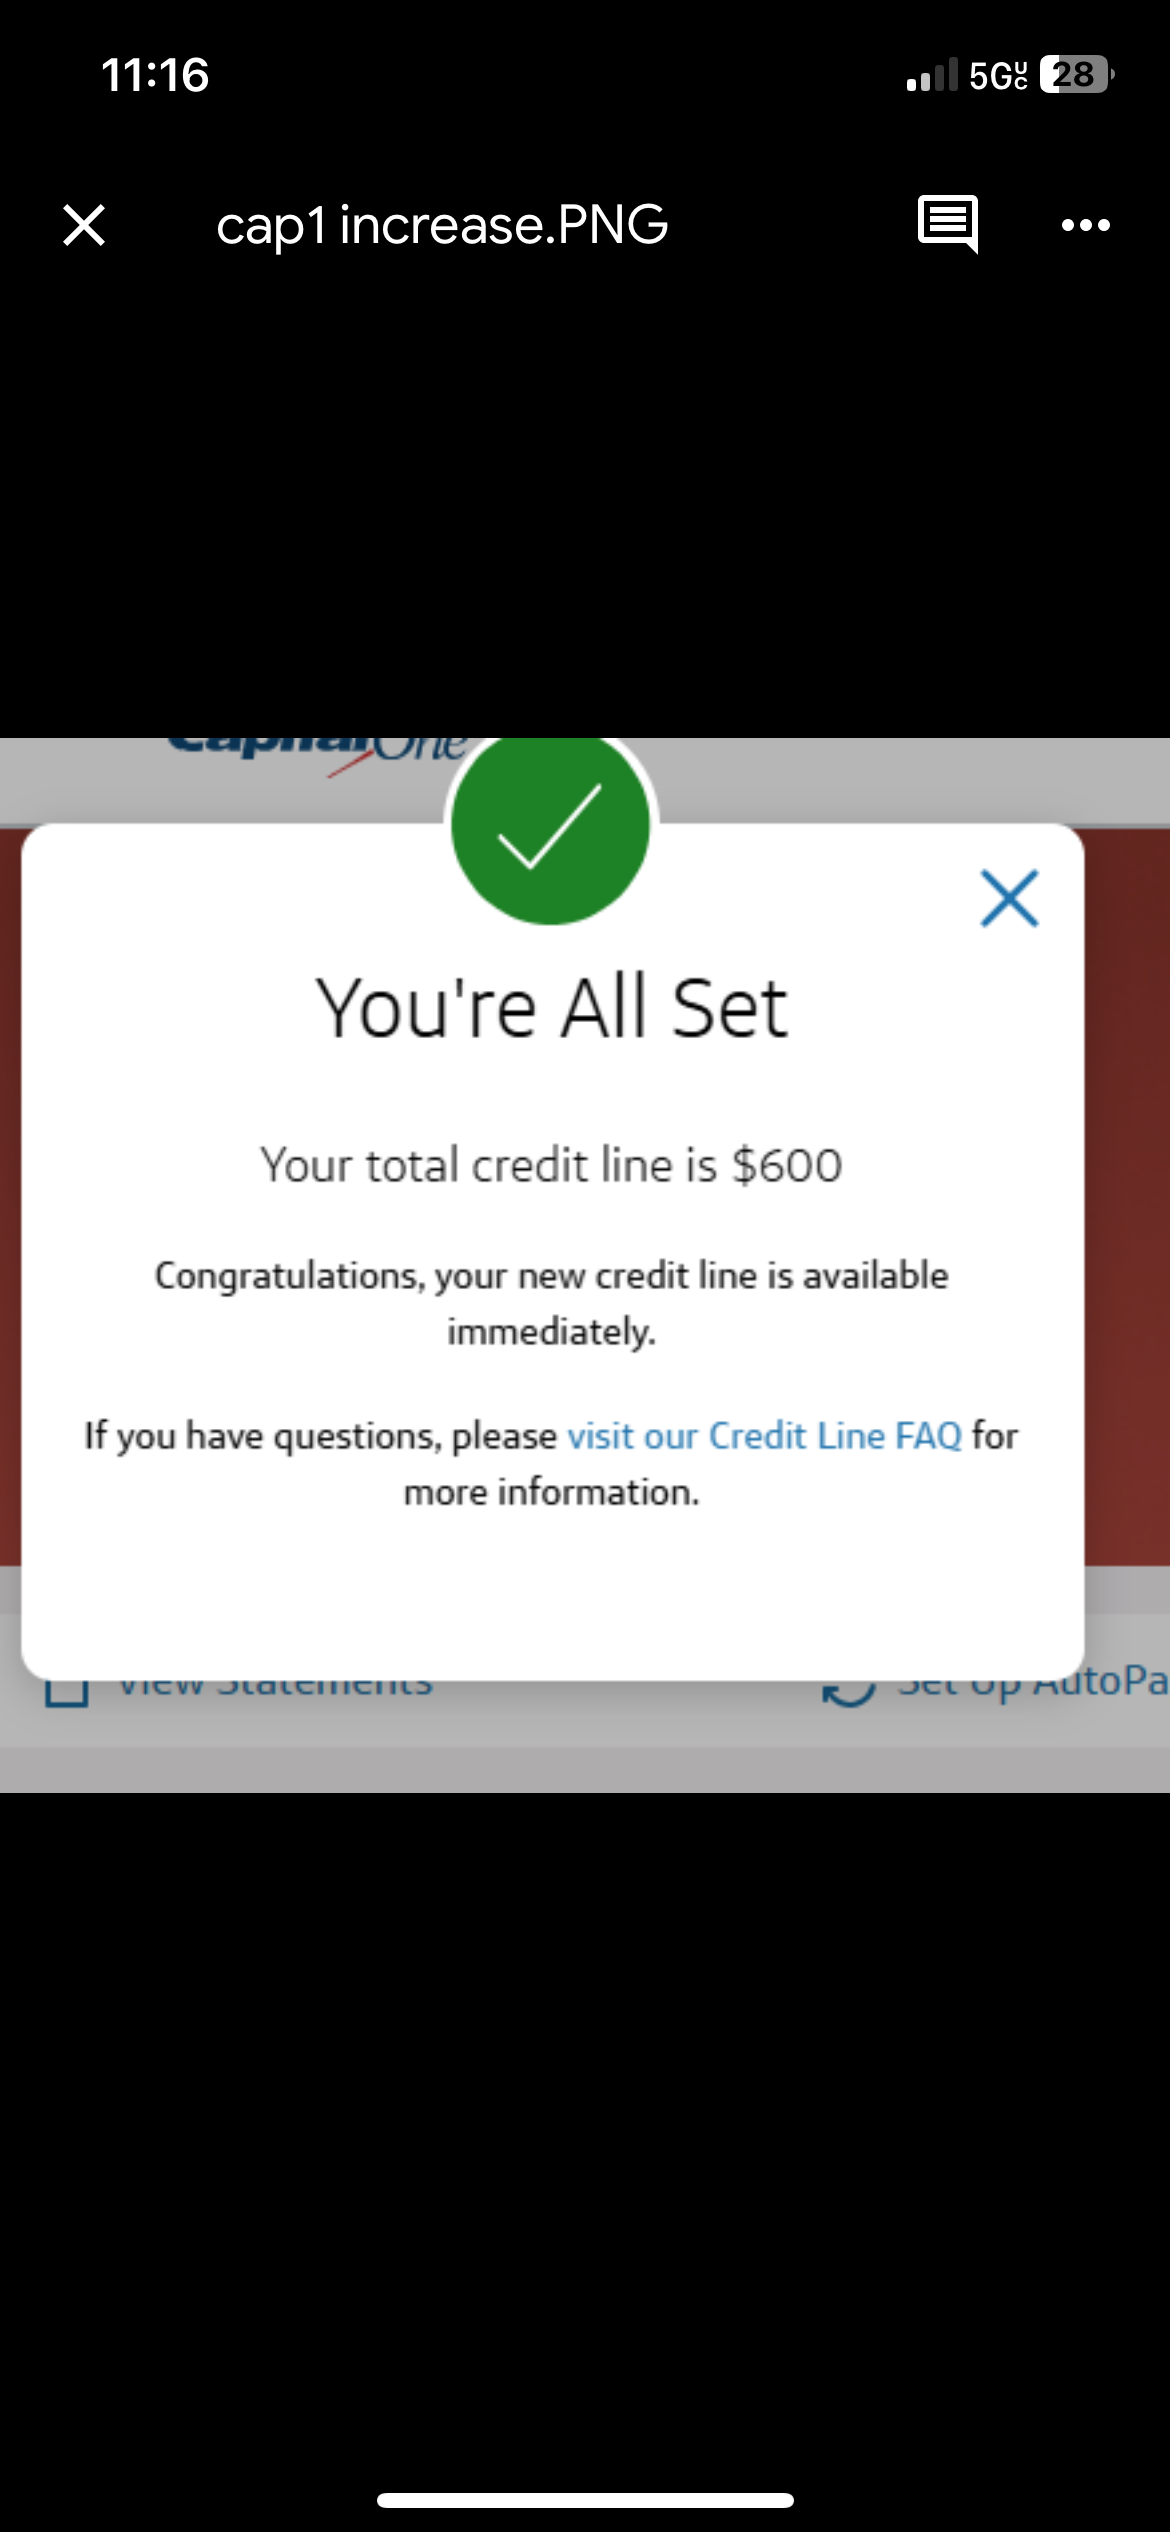 11:16 5GUC 28
cap1 increase.PNG
Capital One
You're All Set
Your total credit line is $600
Congratulations, your new credit line is available
immediately.
If you have questions, please visit our Credit Line FAQ for
more information.
View Statements Set Up AutoPa